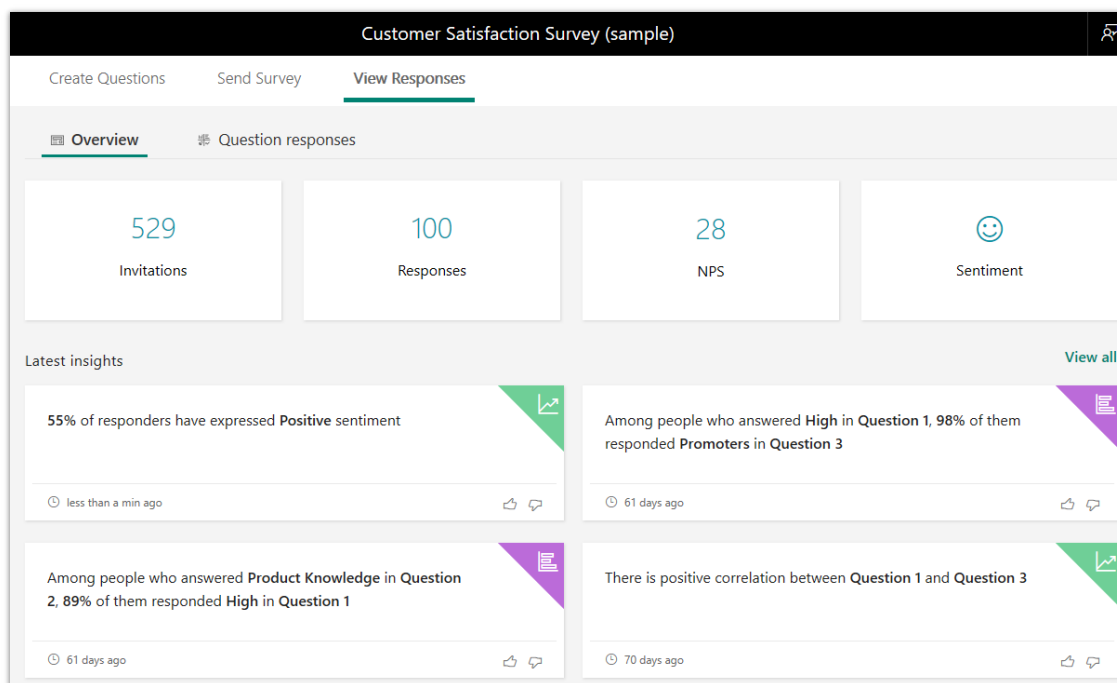 Customer Satisfaction Survey (sample)
Create Questions
Send Survey
View Responses
Overview
Question responses
529
Invitations
100
Responses
28
NPS
Sentiment
Latest insights
View all
55% of responders have expressed Positive sentiment
less than a min ago
Among people who answered High in Question 1, 98% of them
responded Promoters in Question 3
61 days ago
Among people who answered Product Knowledge in Question
2, 89% of them responded High in Question 1
61 days ago
There is positive correlation between Question 1 and Question 3
70 days ago